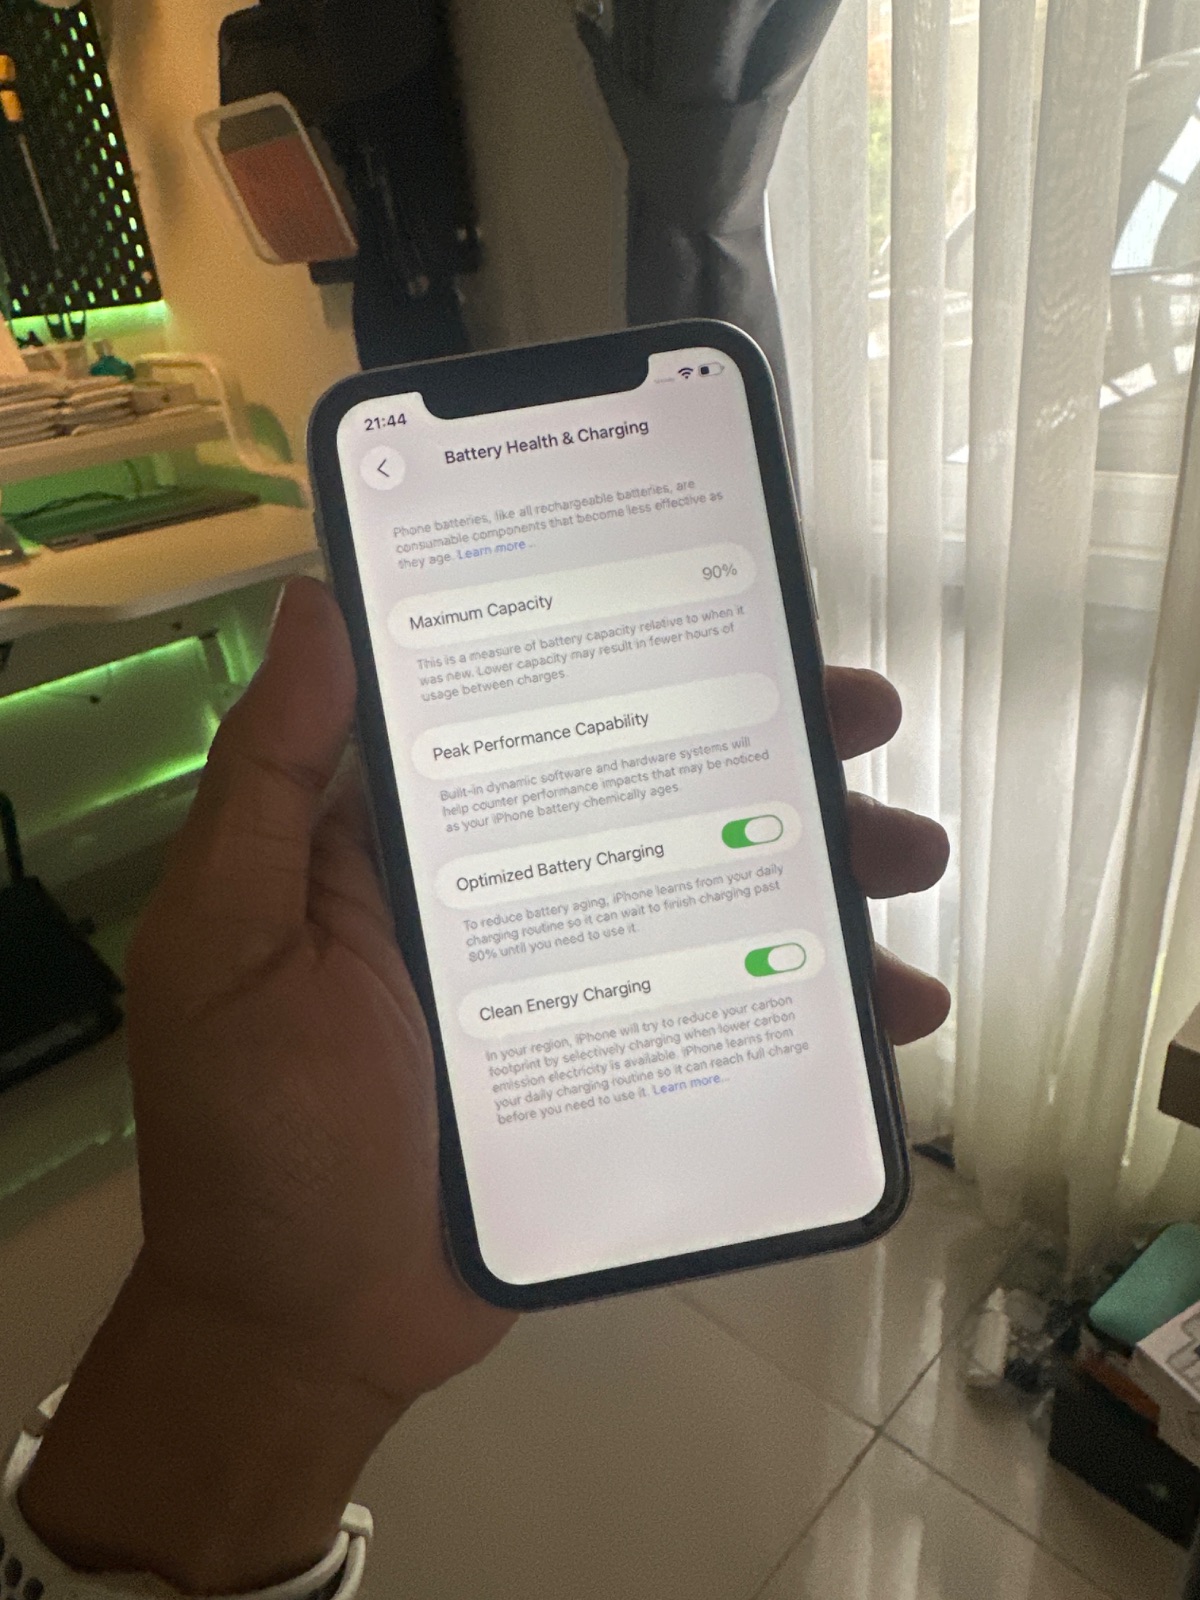 21:44
Battery Health & Charging
Phone batteries, like all rechargeable batteries, are
consumable components that become less effective as
they age. Learn more...
Maximum Capacity 90%
This is a measure of battery capacity relative to when it
was new. Lower capacity may result in fewer hours of
usage between charges.
Peak Performance Capability
Built-in dynamic software and hardware systems will
help counter performance impacts that may be noticed
as your iPhone battery chemically ages.
Optimized Battery Charging
To reduce battery aging, iPhone learns from your daily
charging routine so it can wait to finish charging past
80% until you need to use it.
Clean Energy Charging
In your region, iPhone will try to reduce your carbon
footprint by selectively charging when lower carbon
emission electricity is available. iPhone learns from
your daily charging routine so it can reach full charge
before you need to use it. Learn more...